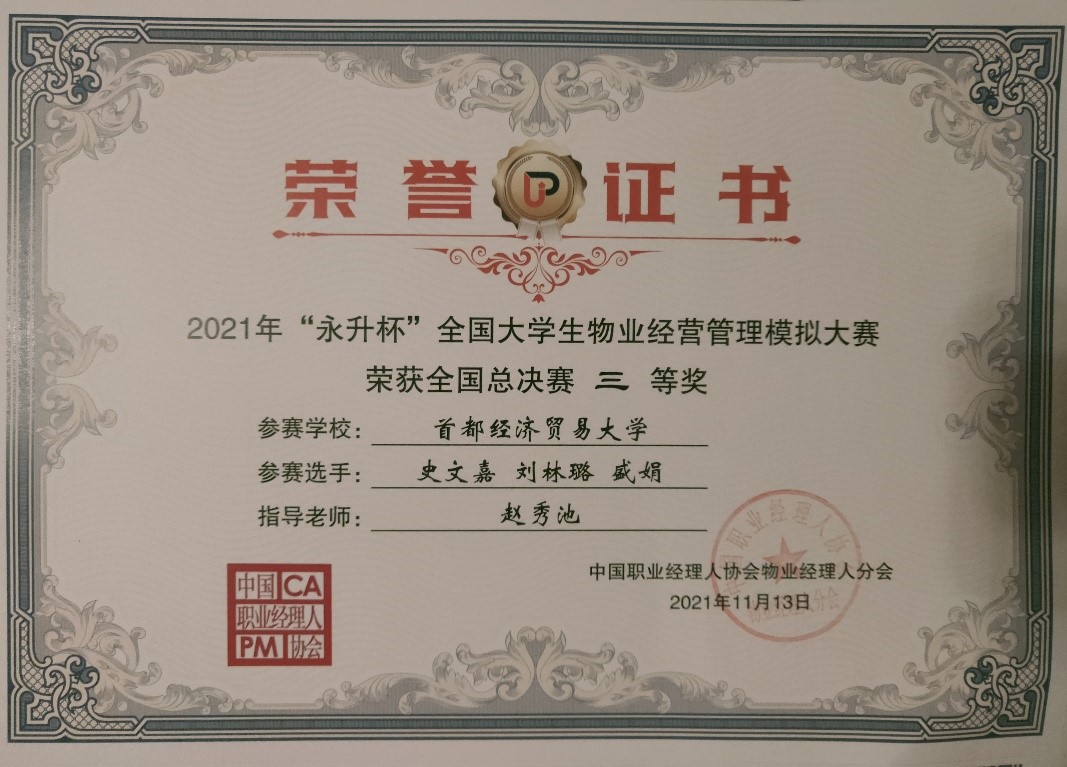 荣誉证书
2021年“永升杯”全国大学生物业经营管理模拟大赛
荣获全国总决赛 三 等奖
参赛学校：首都经济贸易大学
参赛选手：史文嘉 刘林璐 盛娟
指导老师：赵秀池
中国职业经理人协会物业经理人分会
2021年11月13日
中国 CA
职业经理人
PM 协会